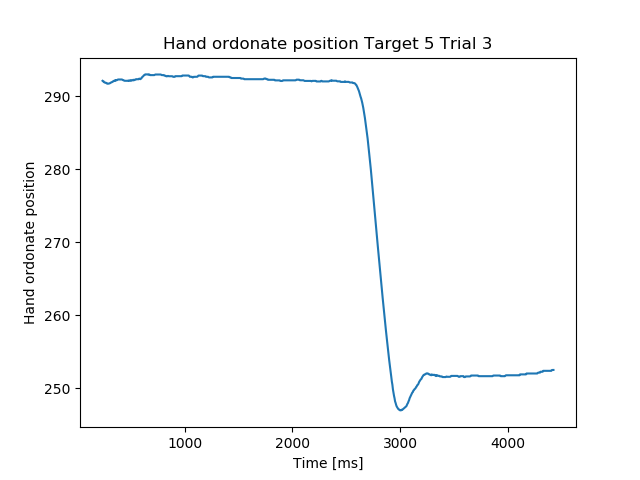 Hand ordonate position Target 5 Trial 3
290
280
270
260
250
Hand ordonate position
1000 2000 3000 4000
Time [ms]